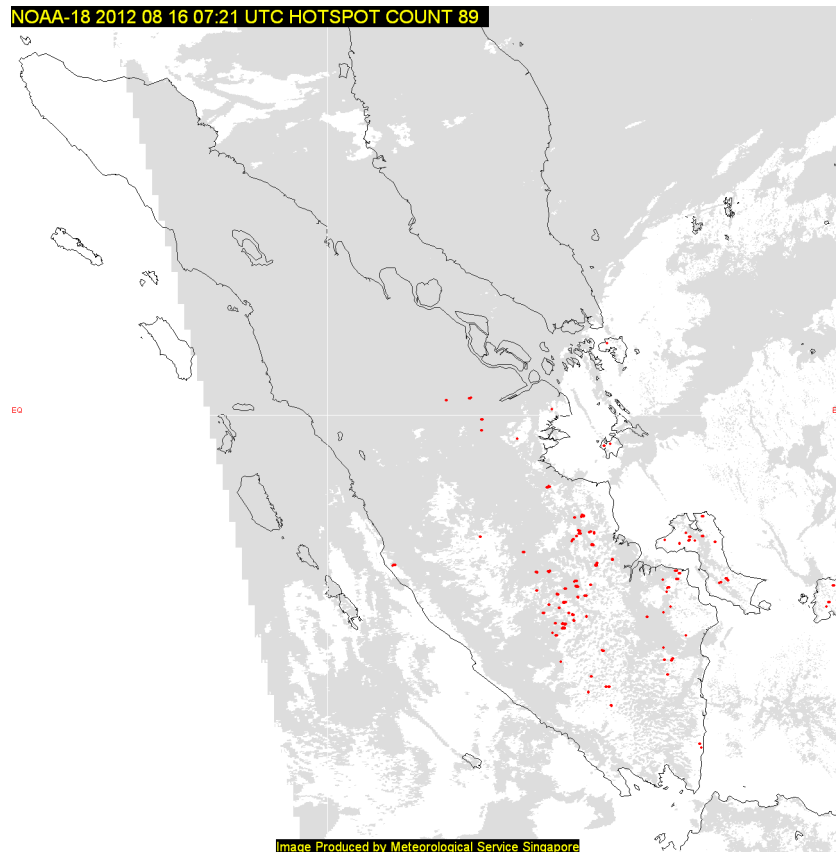 NOAA-18 2012 08 16 07:21 UTC HOTSPOT COUNT 89
EQ
E
Image Produced by Meteorological Service Singapore